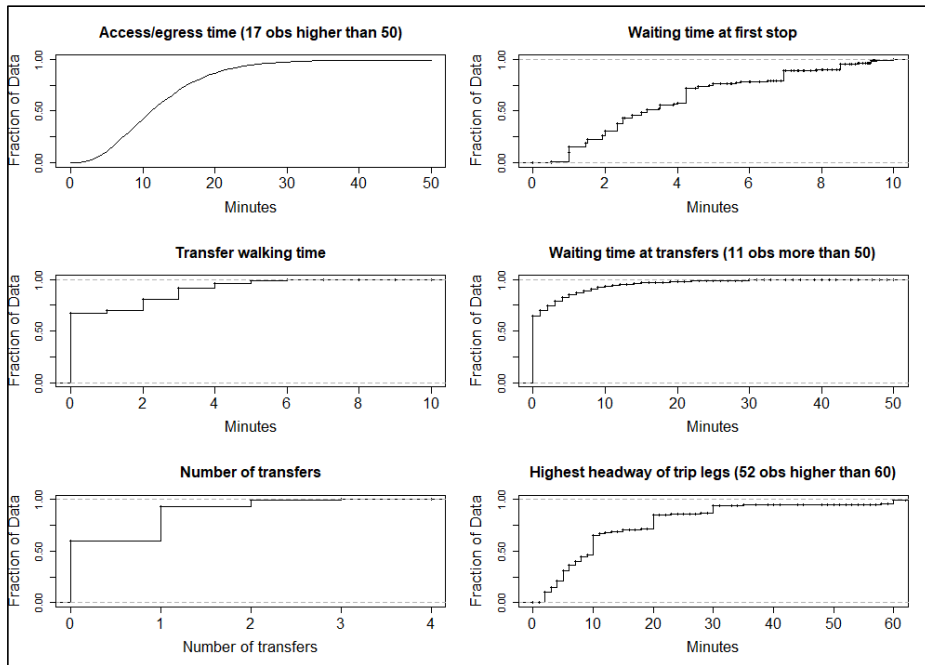 Access/egress time (17 obs higher than 50)
Fraction of Data
0.00 0.50 1.00
0 10 20 30 40 50
Minutes
Waiting time at first stop
Fraction of Data
0.00 0.50 1.00
0 2 4 6 8 10
Minutes
Transfer walking time
Fraction of Data
0.00 0.50 1.00
0 2 4 6 8 10
Minutes
Waiting time at transfers (11 obs more than 50)
Fraction of Data
0.00 0.50 1.00
0 10 20 30 40 50
Minutes
Number of transfers
Fraction of Data
0.00 0.50 1.00
0 1 2 3 4
Number of transfers
Highest headway of trip legs (52 obs higher than 60)
Fraction of Data
0.00 0.50 1.00
0 10 20 30 40 50 60
Minutes